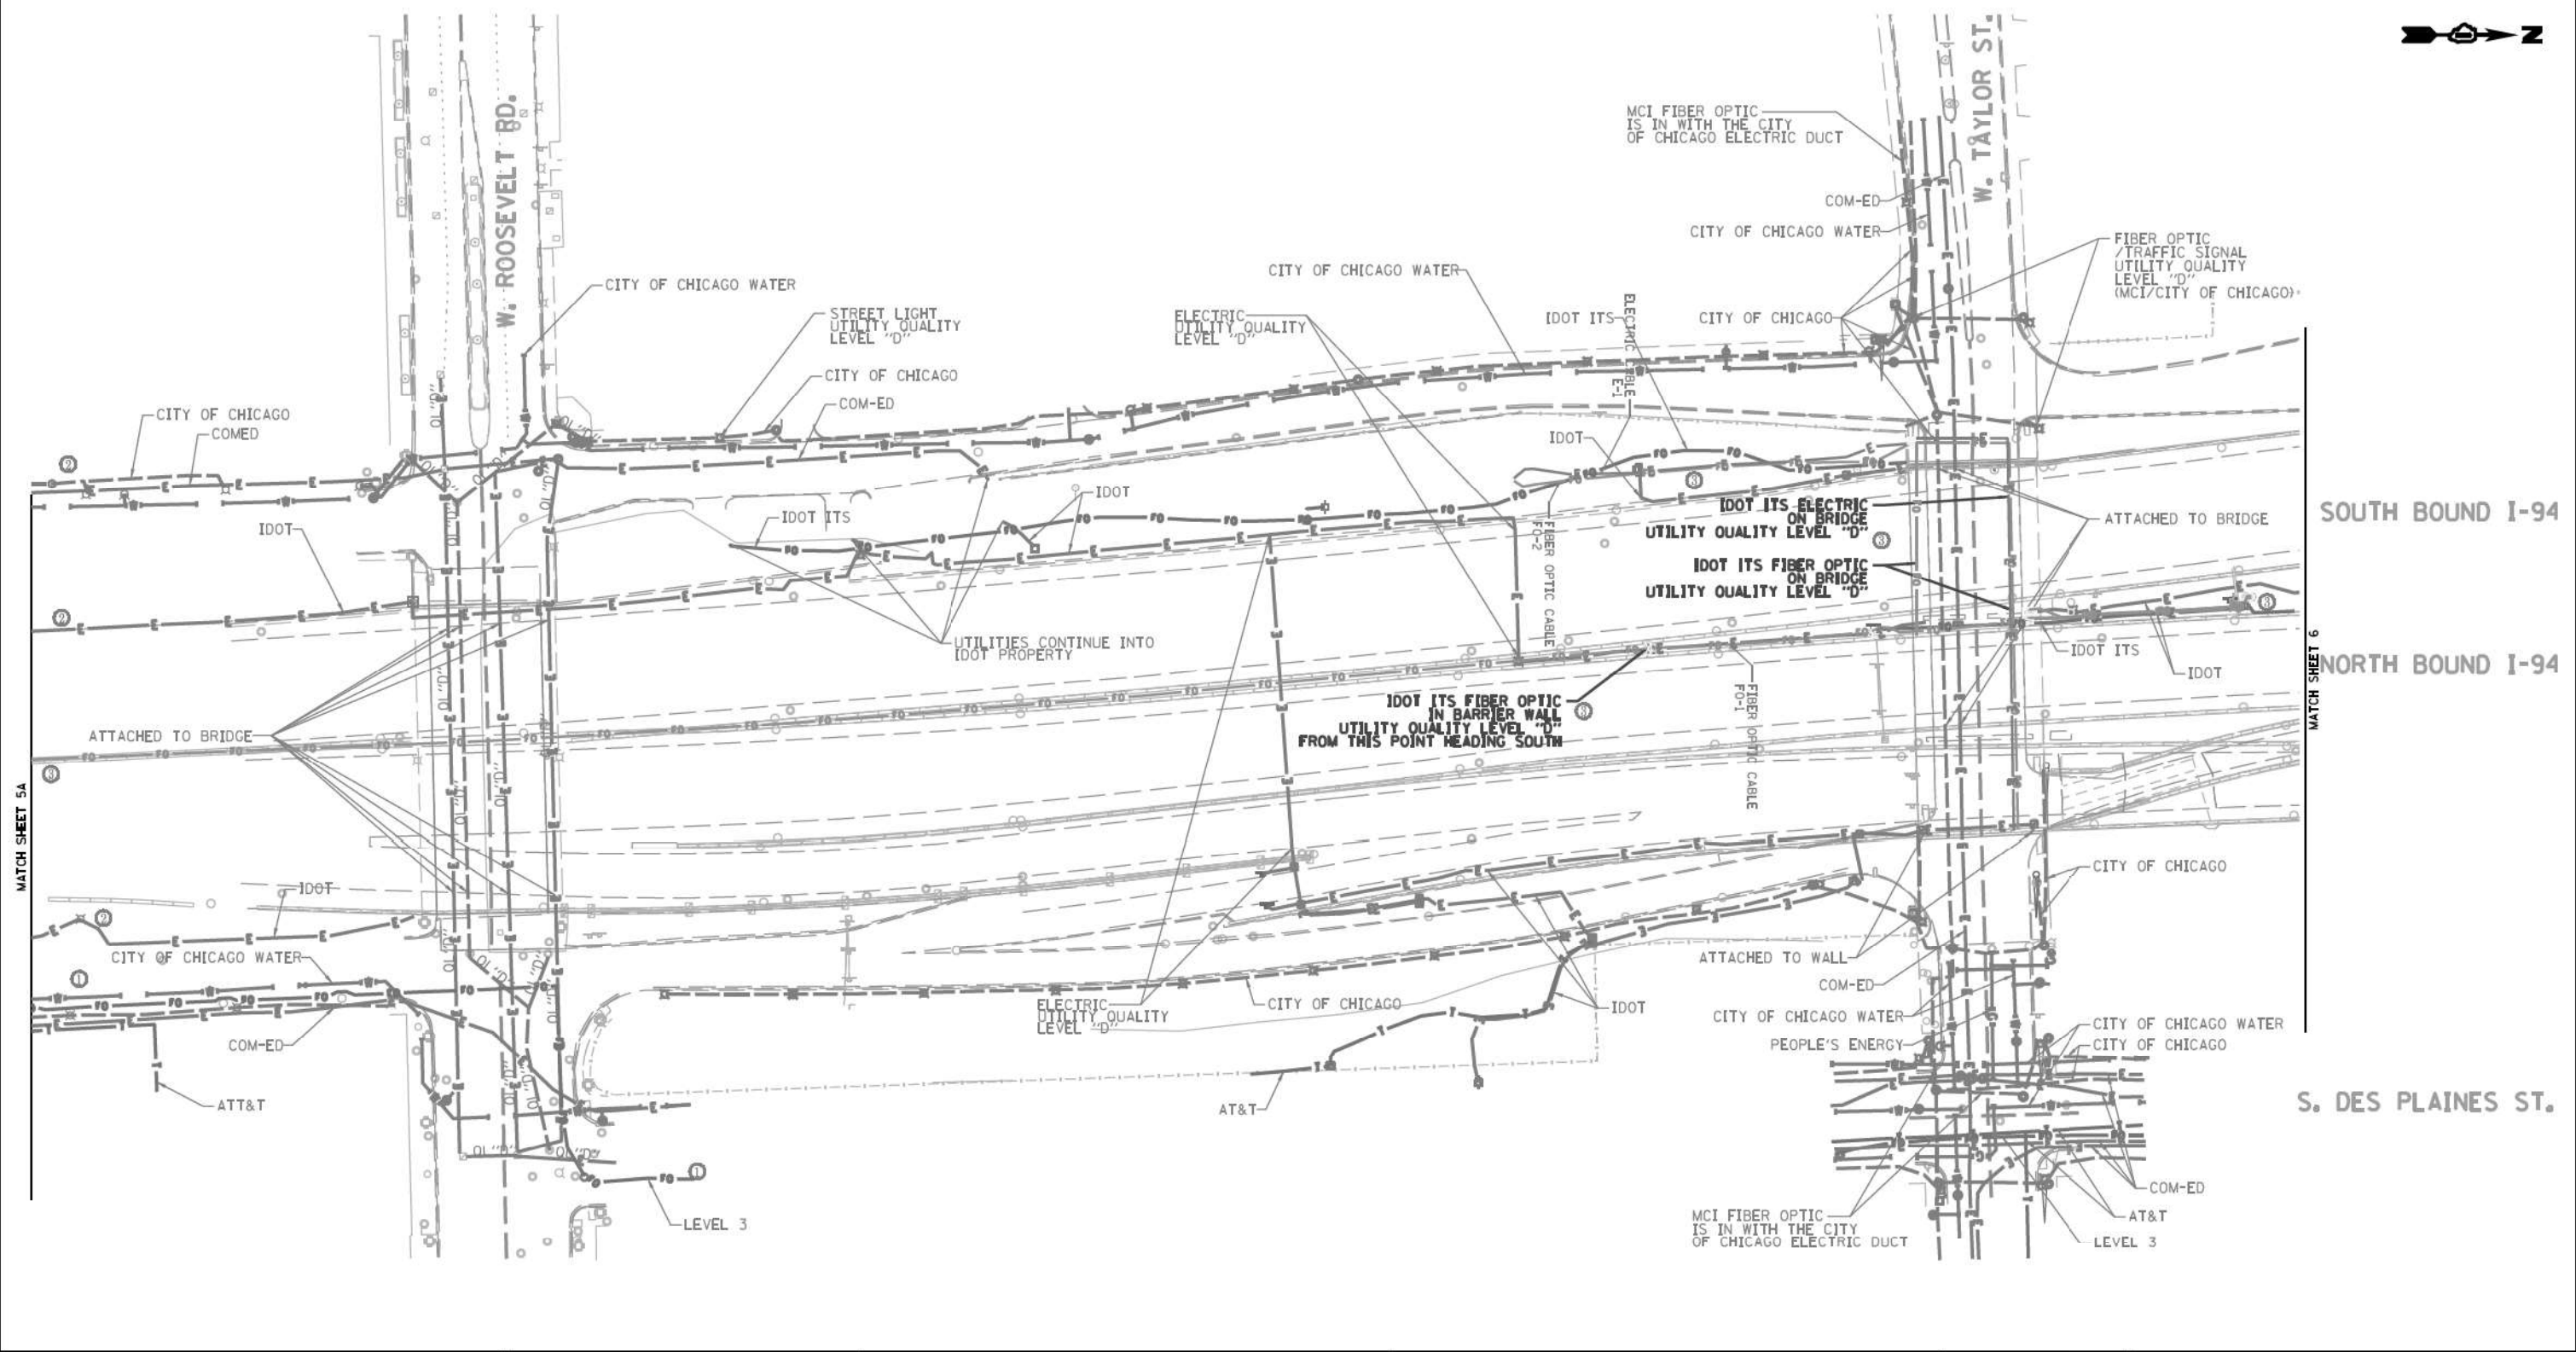 N
W. ROOSEVELT RD.
W. TAYLOR ST.
MCI FIBER OPTIC
IS IN WITH THE CITY
OF CHICAGO ELECTRIC DUCT
COM-ED
CITY OF CHICAGO WATER
FIBER OPTIC
/TRAFFIC SIGNAL
UTILITY QUALITY
LEVEL "D"
(MCI/CITY OF CHICAGO)
CITY OF CHICAGO WATER
CITY OF CHICAGO WATER
STREET LIGHT
UTILITY QUALITY
LEVEL "D"
ELECTRIC
UTILITY QUALITY
LEVEL "D"
IDOT ITS
ELECTRIC CABLE
E-1
CITY OF CHICAGO
CITY OF CHICAGO
COM-ED
CITY OF CHICAGO
COMED
IDOT
2
3
IDOT
IDOT ITS
IDOT
IDOT ITS ELECTRIC
ON BRIDGE
UTILITY QUALITY LEVEL "D"
3
ATTACHED TO BRIDGE
SOUTH BOUND I-94
FIBER OPTIC CABLE
FO-2
IDOT ITS FIBER OPTIC
ON BRIDGE
UTILITY QUALITY LEVEL "D"
3
2
UTILITIES CONTINUE INTO
IDOT PROPERTY
IDOT ITS
IDOT
MATCH SHEET 6
NORTH BOUND I-94
IDOT ITS FIBER OPTIC
IN BARRIER WALL
UTILITY QUALITY LEVEL "D"
FROM THIS POINT HEADING SOUTH
3
FIBER OPTIC CABLE
FO-1
ATTACHED TO BRIDGE
3
MATCH SHEET 5A
IDOT
2
CITY OF CHICAGO
CITY OF CHICAGO WATER
1
ATTACHED TO WALL
COM-ED
ELECTRIC
UTILITY QUALITY
LEVEL "D"
CITY OF CHICAGO
IDOT
CITY OF CHICAGO WATER
CITY OF CHICAGO WATER
CITY OF CHICAGO
COM-ED
PEOPLE'S ENERGY
ATT&T
AT&T
S. DES PLAINES ST.
1
LEVEL 3
COM-ED
MCI FIBER OPTIC
IS IN WITH THE CITY
OF CHICAGO ELECTRIC DUCT
AT&T
LEVEL 3